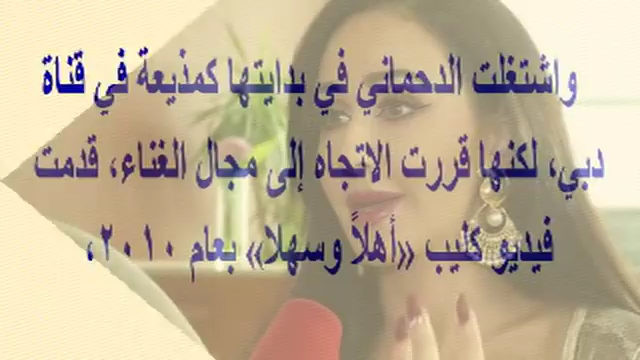 واشتغلت الدحماني في بدايتها كمذيعة في قناة
دبي، لكنها قررت الاتجاه إلى مجال الغناء، قدمت
فيديو كليب «أهلاً وسهلا» بعام ٢٠١٠،